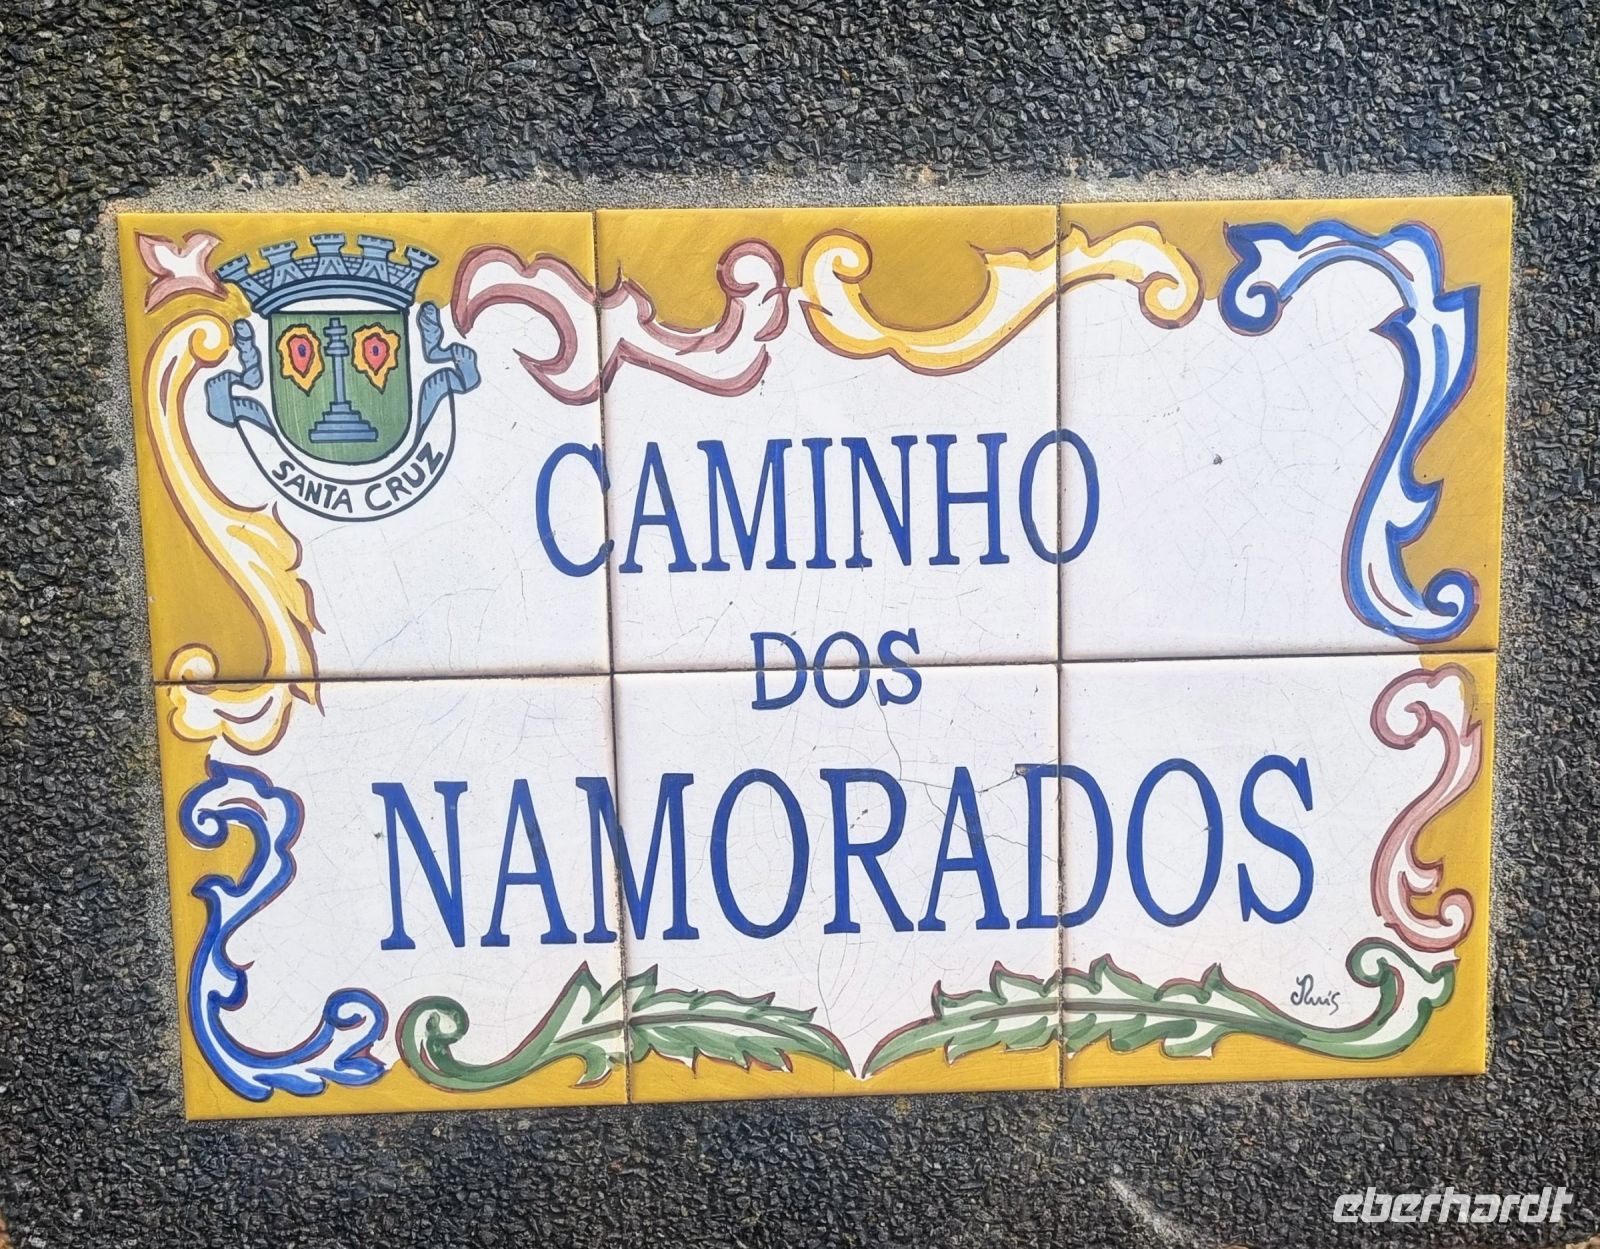 SANTA CRUZ
CAMINHO
DOS
NAMORADOS
eberhardt